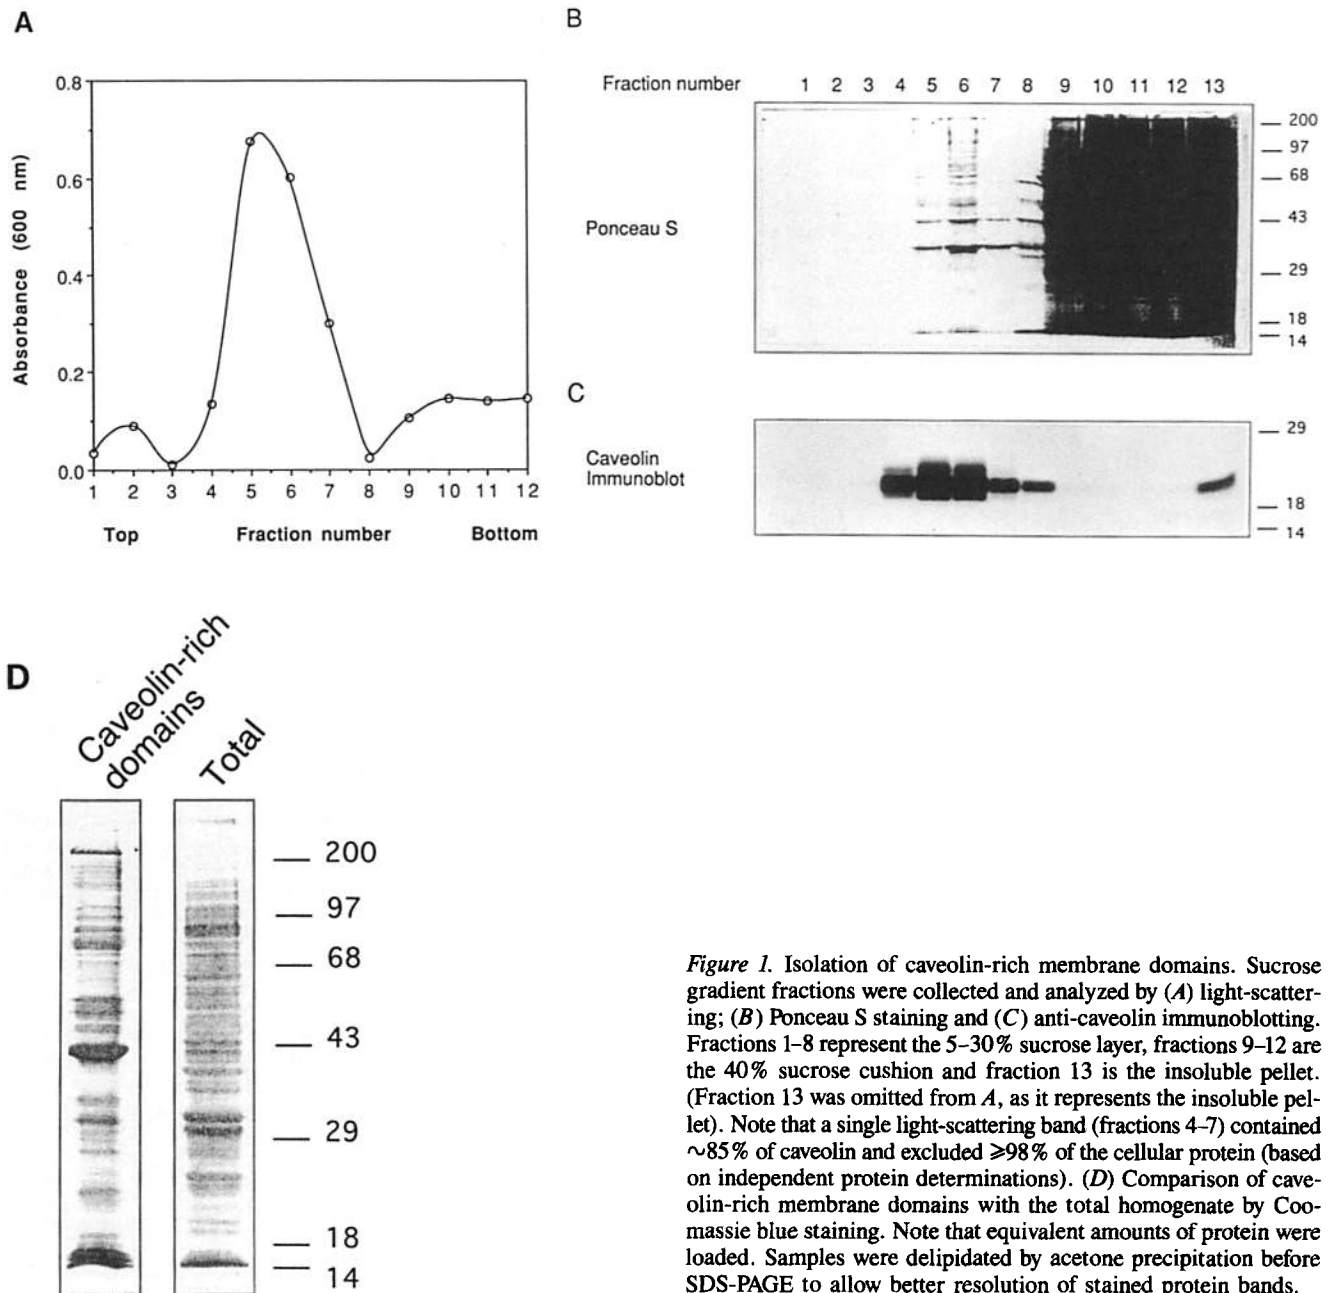 A
0.8
0.6
0.4
0.2
0.0
Absorbance (600 nm)
1 2 3 4 5 6 7 8 9 10 11 12
Top Fraction number Bottom
B
Fraction number 1 2 3 4 5 6 7 8 9 10 11 12 13
Ponceau S
200
97
68
43
29
18
14
C
Caveolin
Immunoblot
29
18
14
D
Caveolin-rich
domains
Total
200
97
68
43
29
18
14
Figure 1. Isolation of caveolin-rich membrane domains. Sucrose
gradient fractions were collected and analyzed by (A) light-scatter-
ing; (B) Ponceau S staining and (C) anti-caveolin immunoblotting.
Fractions 1–8 represent the 5–30% sucrose layer, fractions 9–12 are
the 40% sucrose cushion and fraction 13 is the insoluble pellet.
(Fraction 13 was omitted from A, as it represents the insoluble pel-
let). Note that a single light-scattering band (fractions 4–7) contained
~85% of caveolin and excluded ≥98% of the cellular protein (based
on independent protein determinations). (D) Comparison of cave-
olin-rich membrane domains with the total homogenate by Coo-
massie blue staining. Note that equivalent amounts of protein were
loaded. Samples were delipidated by acetone precipitation before
SDS-PAGE to allow better resolution of stained protein bands.